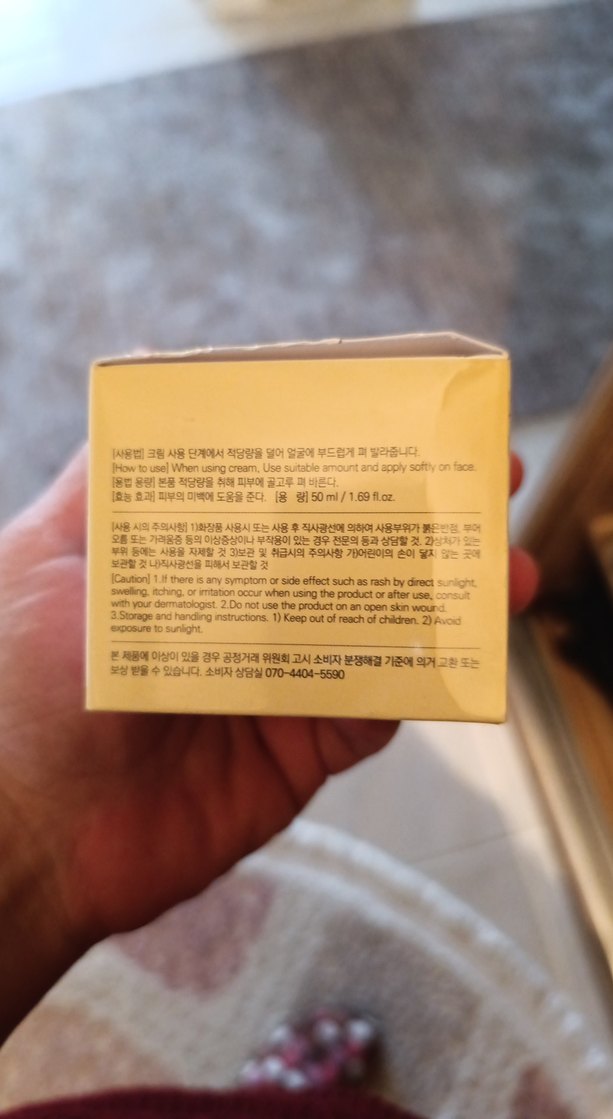 [사용법] 크림 사용 단계에서 적당량을 덜어 얼굴에 부드럽게 펴 발라줍니다.
[How to use] When using cream, Use suitable amount and apply softly on face.
[용법 용량] 본품 적당량을 취해 피부에 골고루 펴 바른다.
[효능 효과] 피부의 미백에 도움을 준다. [용 량] 50 ml / 1.69 fl.oz.
[사용 시의 주의사항] 1)화장품 사용시 또는 사용 후 직사광선에 의하여 사용부위가 붉은반점, 부어
오름 또는 가려움증 등의 이상증상이나 부작용이 있는 경우 전문의 등과 상담할 것. 2)상처가 있는
부위 등에는 사용을 자제할 것 3)보관 및 취급시의 주의사항 가)어린이의 손이 닿지 않는 곳에
보관할 것 나)직사광선을 피해서 보관할 것
[Caution] 1.If there is any symptom or side effect such as rash by direct sunlight,
swelling, itching, or irritation occur when using the product or after use, consult
with your dermatologist. 2.Do not use the product on an open skin wound.
3.Storage and handling instructions. 1) Keep out of reach of children. 2) Avoid
exposure to sunlight.
본 제품에 이상이 있을 경우 공정거래 위원회 고시 소비자 분쟁해결 기준에 의거 교환 또는
보상 받을 수 있습니다. 소비자 상담실 070-4404-5590